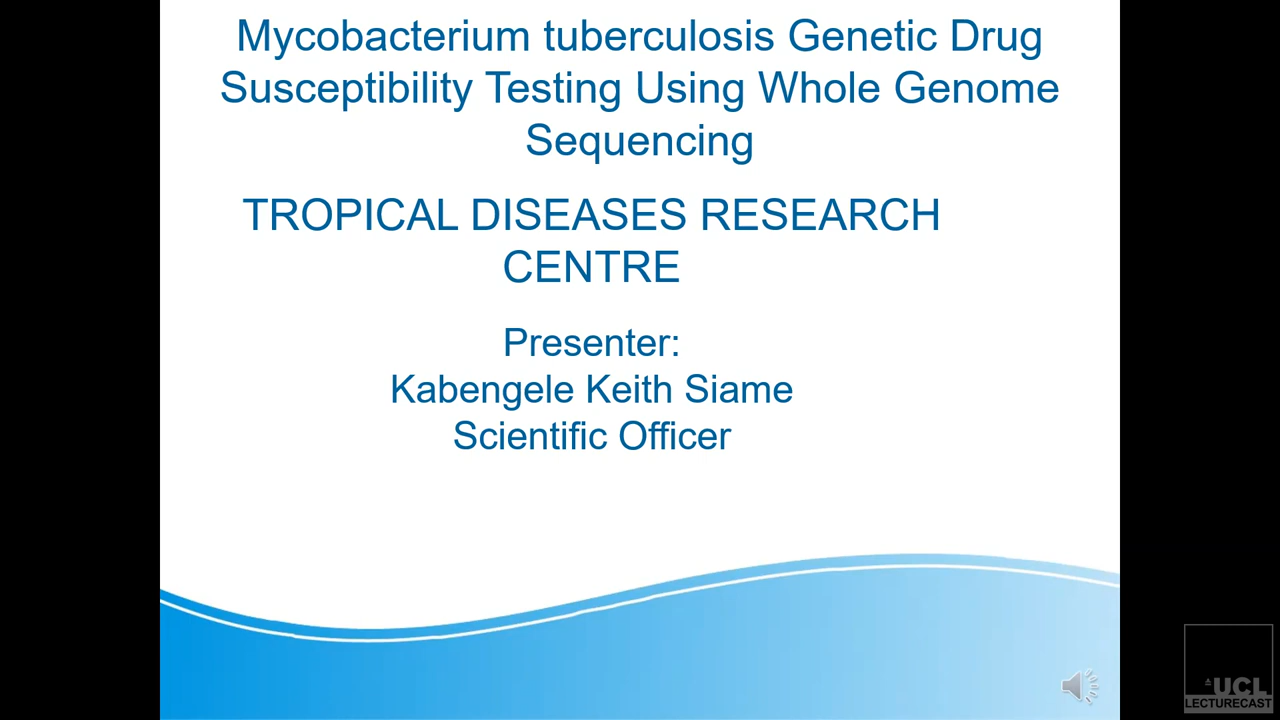 Mycobacterium tuberculosis Genetic Drug
Susceptibility Testing Using Whole Genome
Sequencing
TROPICAL DISEASES RESEARCH
CENTRE
Presenter:
Kabengele Keith Siame
Scientific Officer
UCL
LECTURECAST